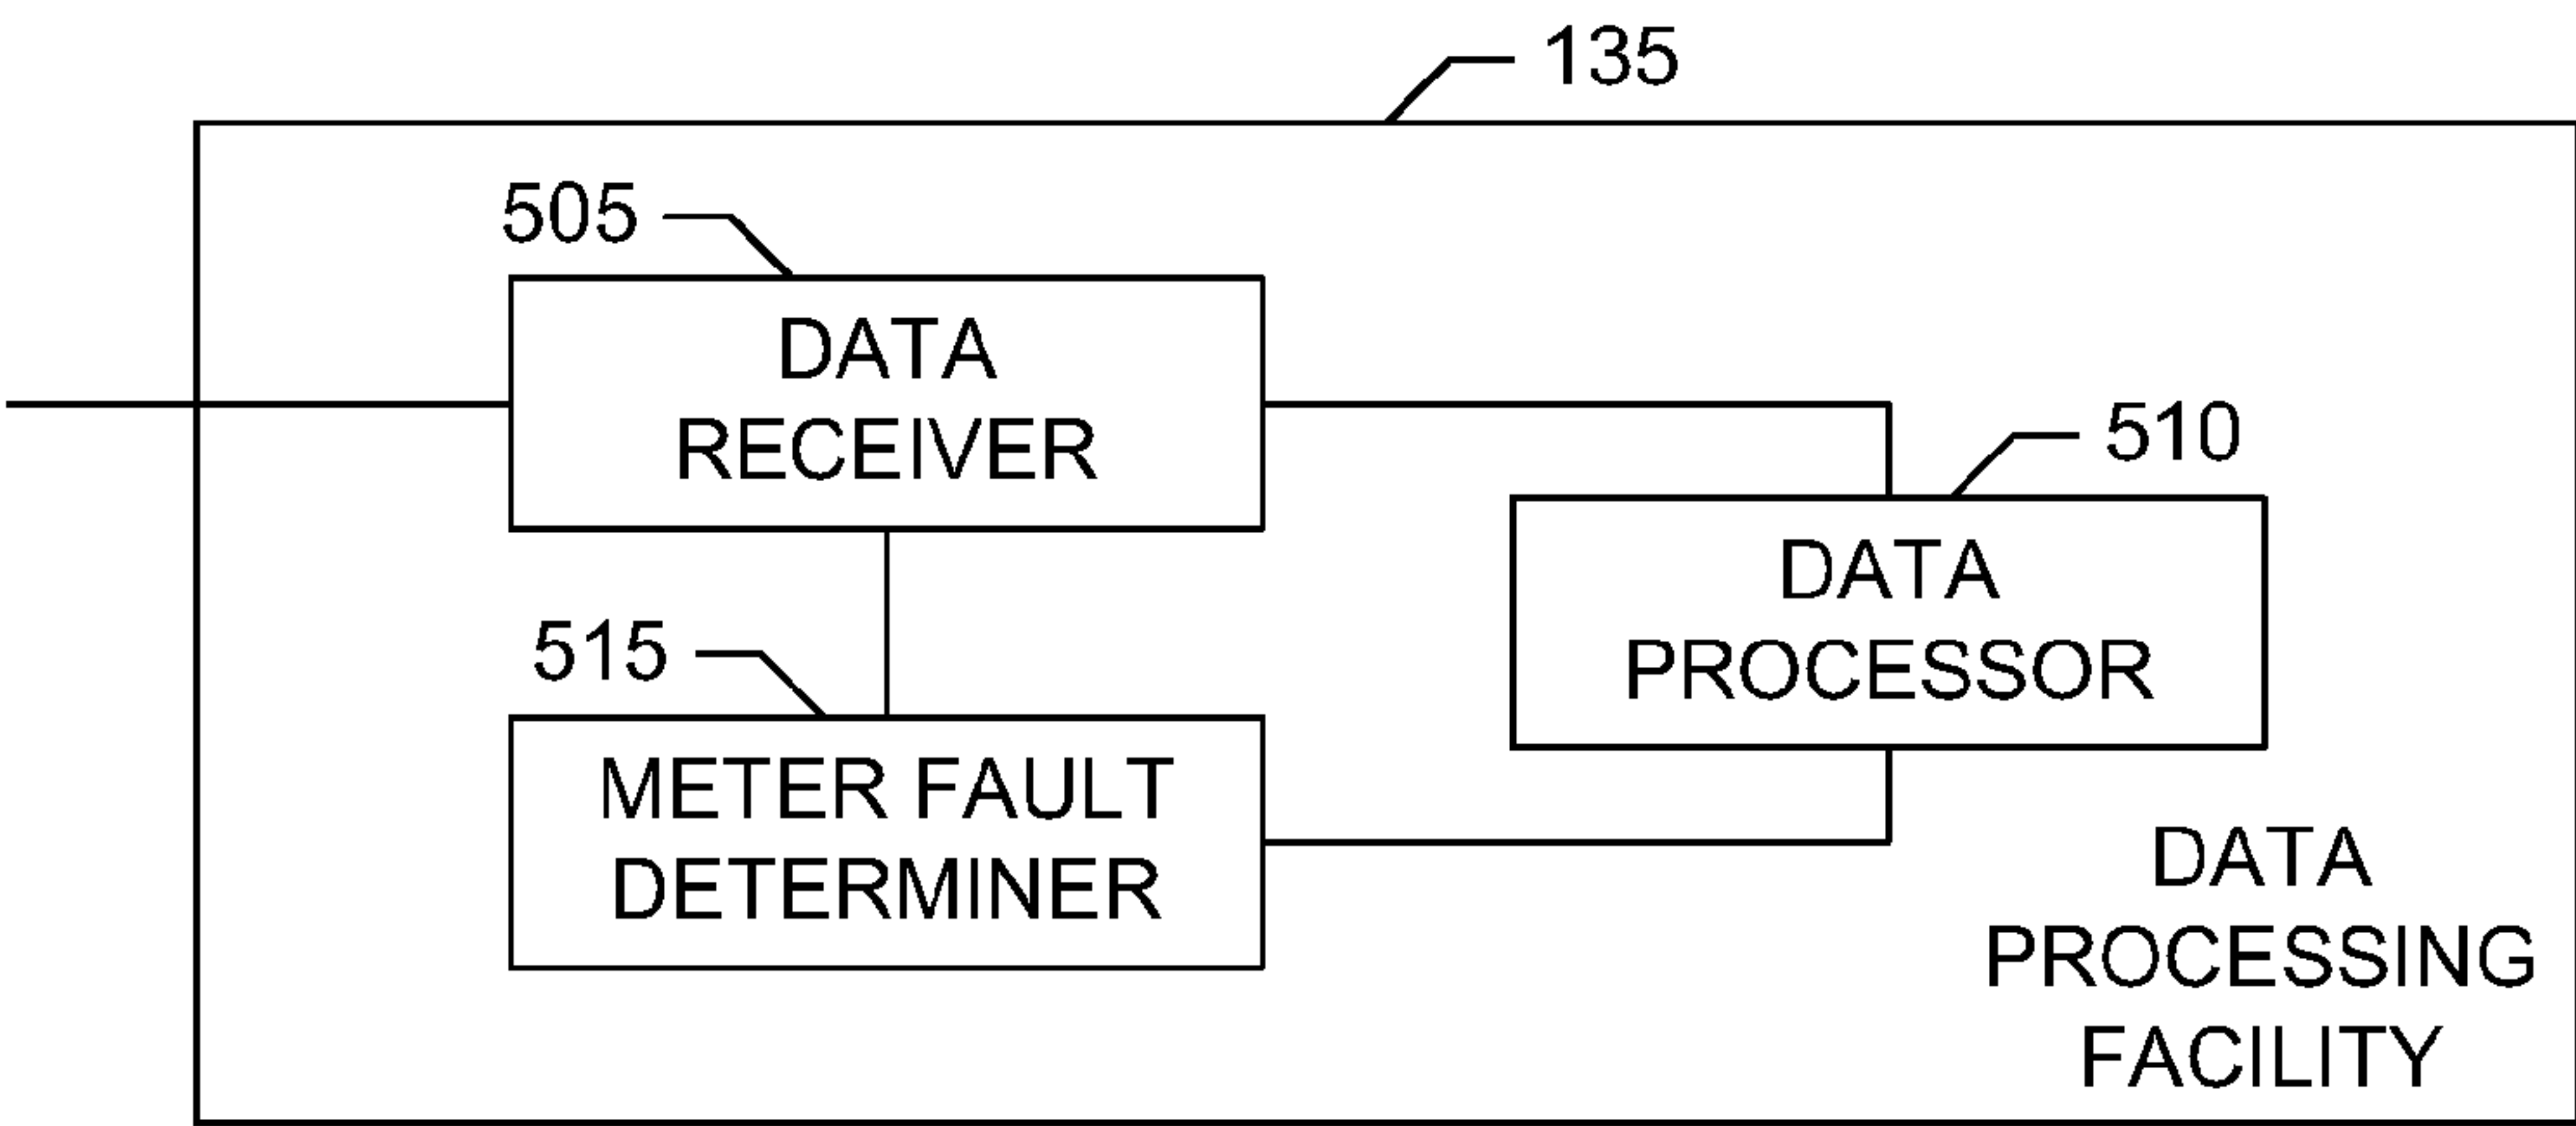 135
505
DATA
RECEIVER
510
DATA
PROCESSOR
515
METER FAULT
DETERMINER
DATA
PROCESSING
FACILITY